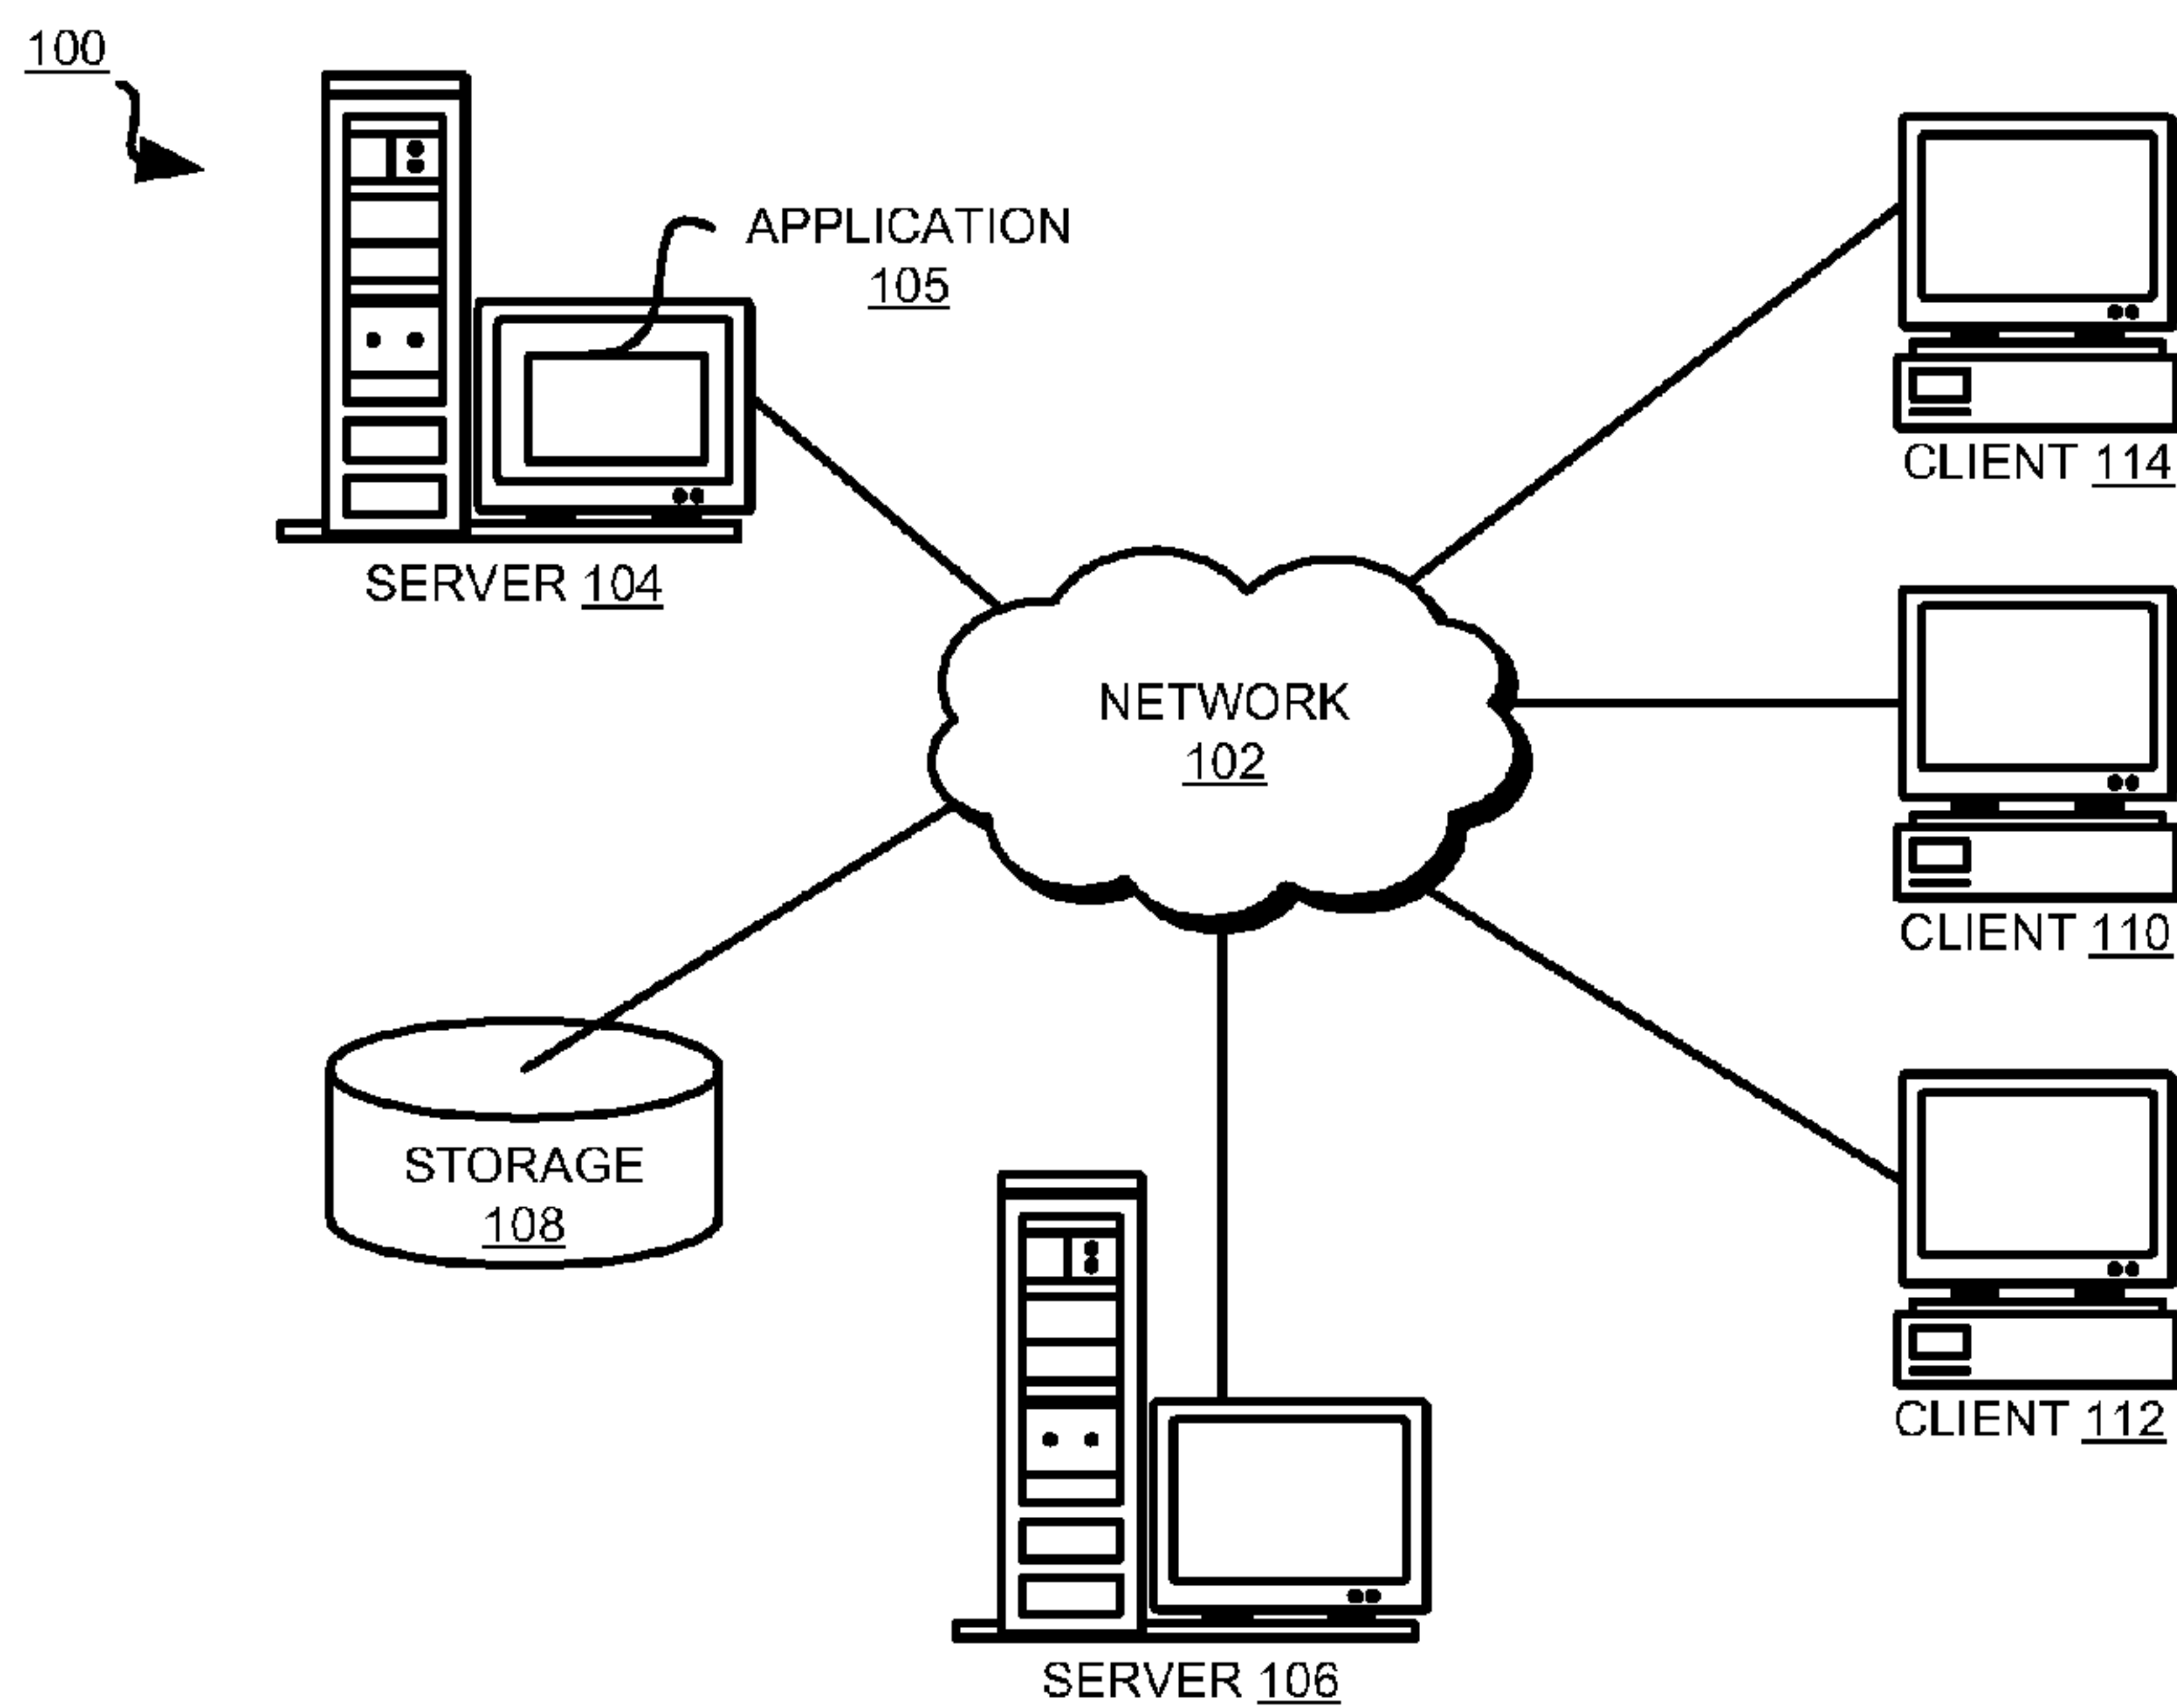 100
APPLICATION
105
CLIENT 114
SERVER 104
NETWORK
102
CLIENT 110
STORAGE
108
CLIENT 112
SERVER 106